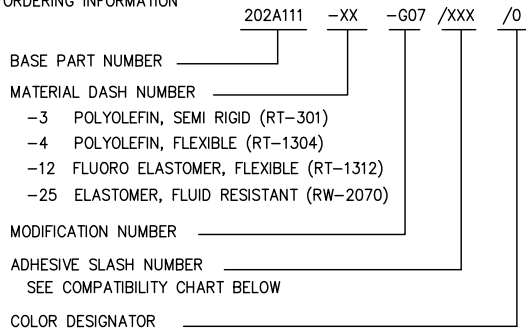 ORDERING INFORMATION
202A111 -XX -G07 /XXX /0
BASE PART NUMBER
MATERIAL DASH NUMBER
-3 POLYOLEFIN, SEMI RIGID (RT-301)
-4 POLYOLEFIN, FLEXIBLE (RT-1304)
-12 FLUORO ELASTOMER, FLEXIBLE (RT-1312)
-25 ELASTOMER, FLUID RESISTANT (RW-2070)
MODIFICATION NUMBER
ADHESIVE SLASH NUMBER
SEE COMPATIBILITY CHART BELOW
COLOR DESIGNATOR